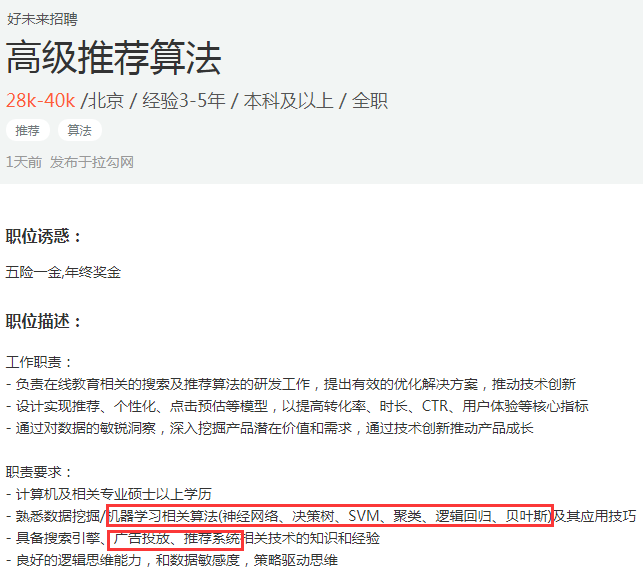 好未来招聘
高级推荐算法
28k-40k /北京 / 经验3-5年 / 本科及以上 / 全职
推荐 算法
1天前 发布于拉勾网
职位诱惑：
五险一金,年终奖金
职位描述：
工作职责：
- 负责在线教育相关的搜索及推荐算法的研发工作，提出有效的优化解决方案，推动技术创新
- 设计实现推荐、个性化、点击预估等模型，以提高转化率、时长、CTR、用户体验等核心指标
- 通过对数据的敏锐洞察，深入挖掘产品潜在价值和需求，通过技术创新推动产品成长
职责要求：
- 计算机及相关专业硕士以上学历
- 熟悉数据挖掘/机器学习相关算法(神经网络、决策树、SVM、聚类、逻辑回归、贝叶斯)及其应用技巧
- 具备搜索引擎、广告投放、推荐系统相关技术的知识和经验
- 良好的逻辑思维能力，和数据敏感度，策略驱动思维